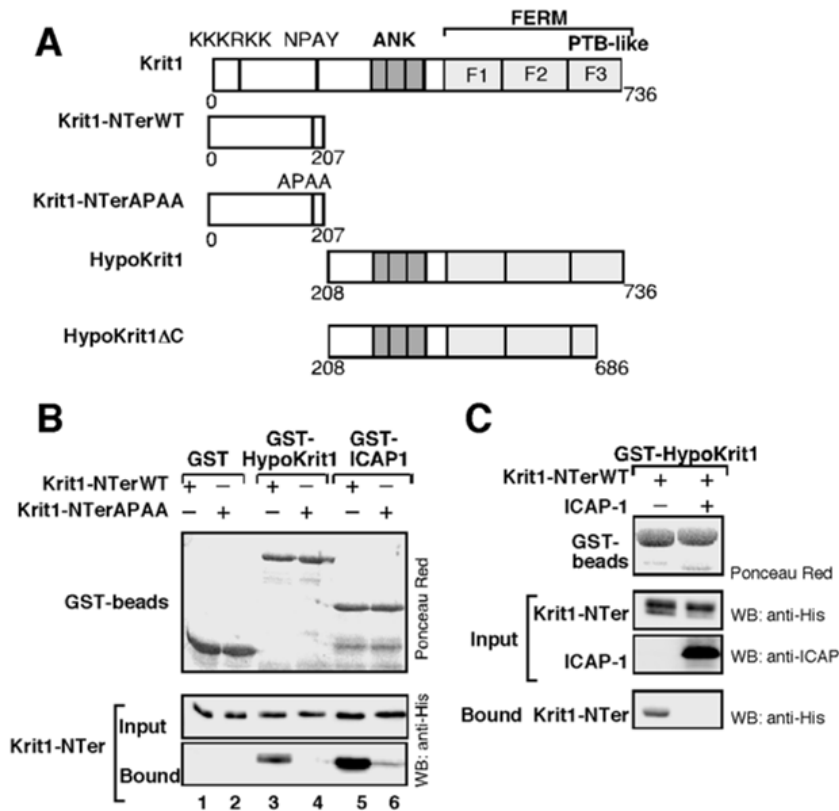 A
FERM
KKKRKK NPAY ANK PTB-like
Krit1
F1 F2 F3
0 736
Krit1-NTerWT
0 207
APAA
Krit1-NTerAPAA
0 207
HypoKrit1
208 736
HypoKrit1ΔC
208 686
B
GST GST-HypoKrit1 GST-ICAP1
Krit1-NTerWT + − + − + −
Krit1-NTerAPAA − + − + − +
GST-beads
Ponceau Red
Krit1-NTer
Input
Bound
WB: anti-His
1 2 3 4 5 6
C
GST-HypoKrit1
Krit1-NTerWT + +
ICAP-1 − +
GST-beads
Ponceau Red
Input
Krit1-NTer WB: anti-His
ICAP-1 WB: anti-ICAP
Bound Krit1-NTer WB: anti-His